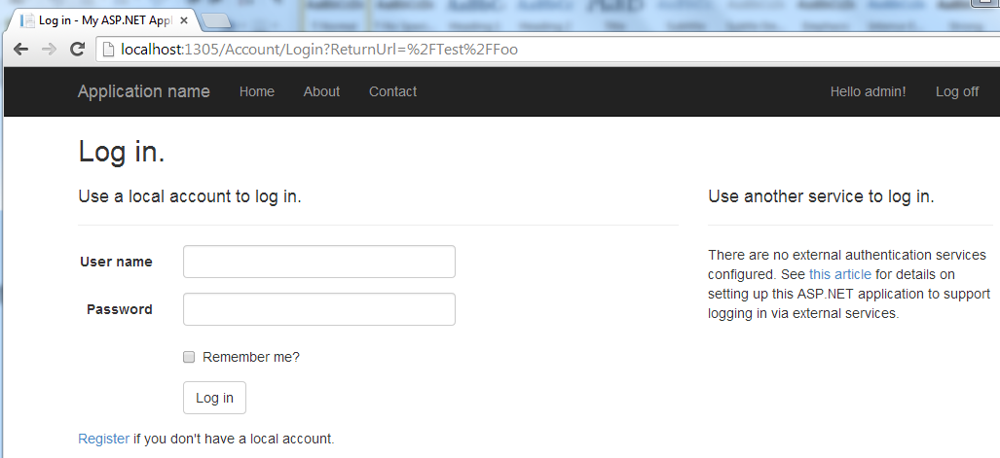 Log in - My ASP.NET Appl
localhost:1305/Account/Login?ReturnUrl=%2FTest%2FFoo
Application name Home About Contact Hello admin! Log off
Log in.
Use a local account to log in.
User name
Password
Remember me?
Log in
Register if you don't have a local account.
Use another service to log in.
There are no external authentication services
configured. See this article for details on
setting up this ASP.NET application to support
logging in via external services.